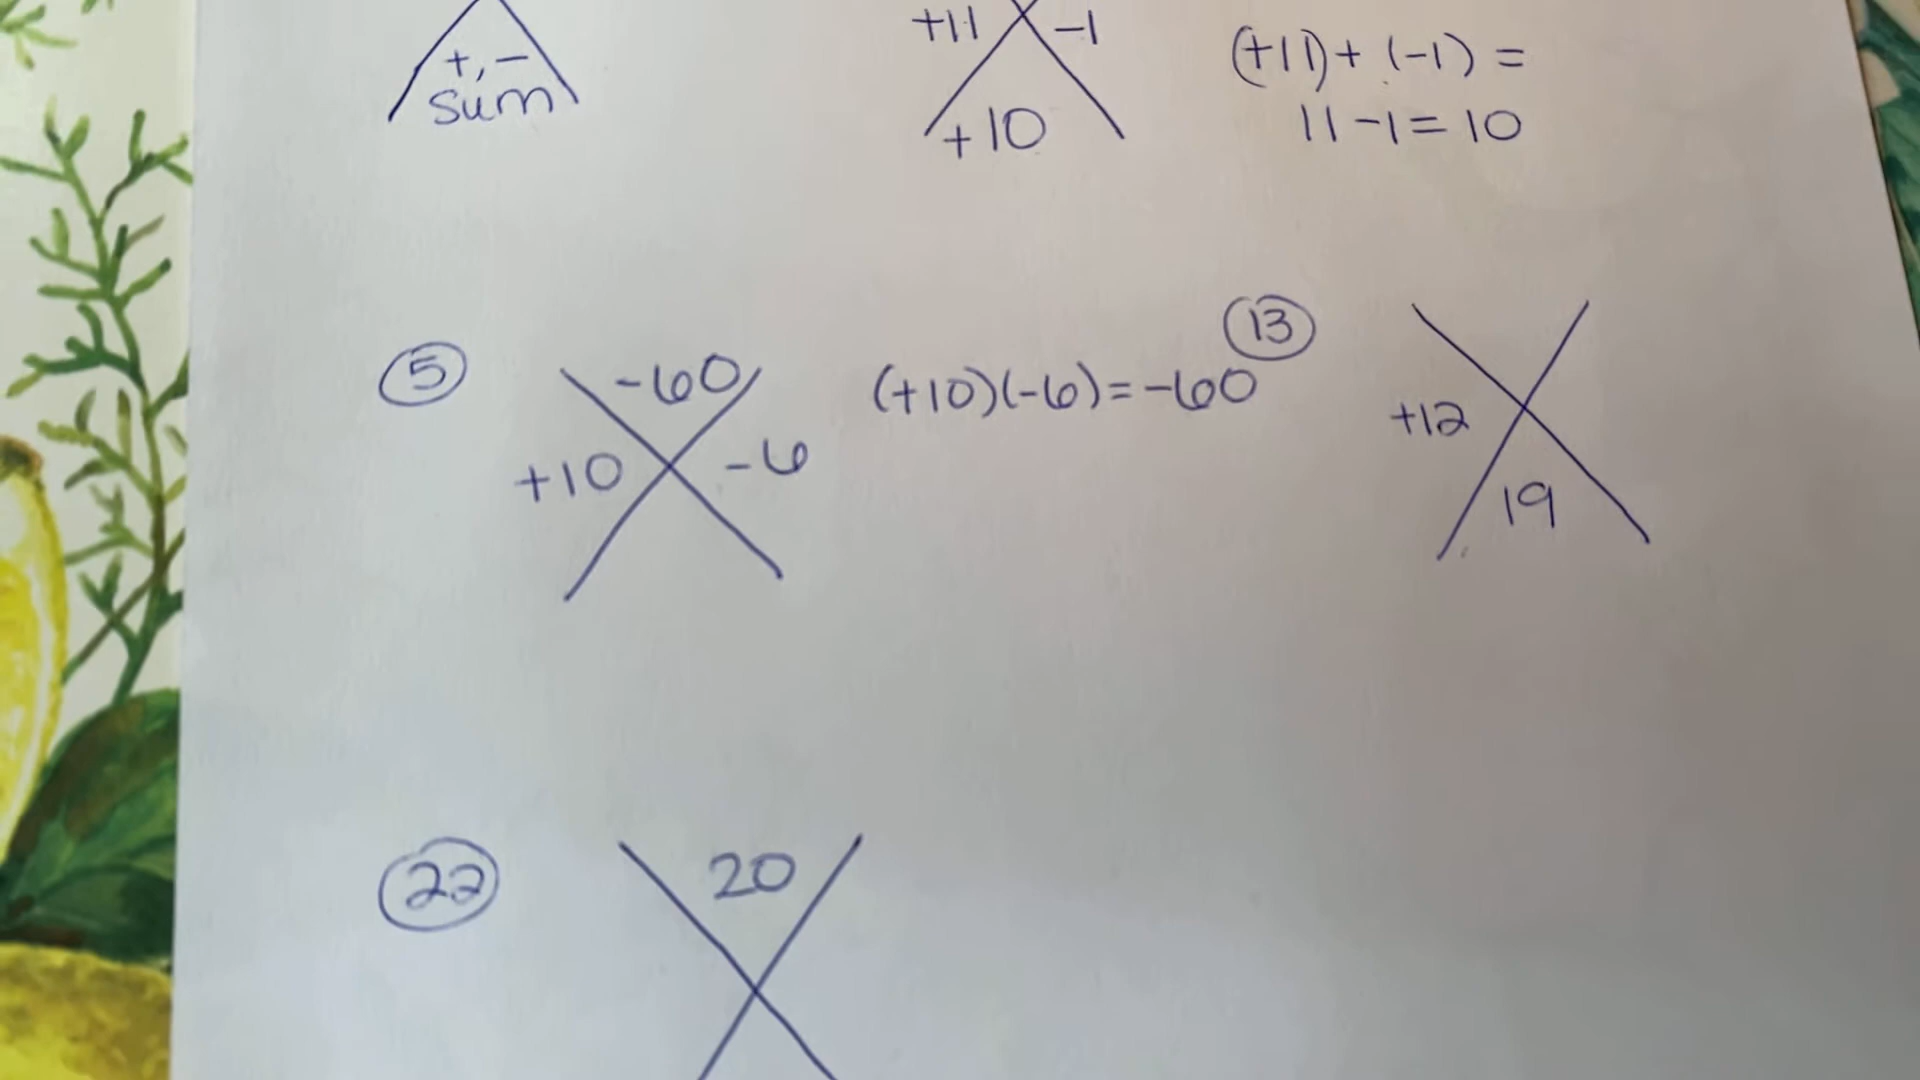 +, -
Sum
+11 -1
+10
(+11) + (-1) =
11 - 1 = 10
5
-60
+10 -6
(+10)(-6) = -60
13
+12
19
22
20